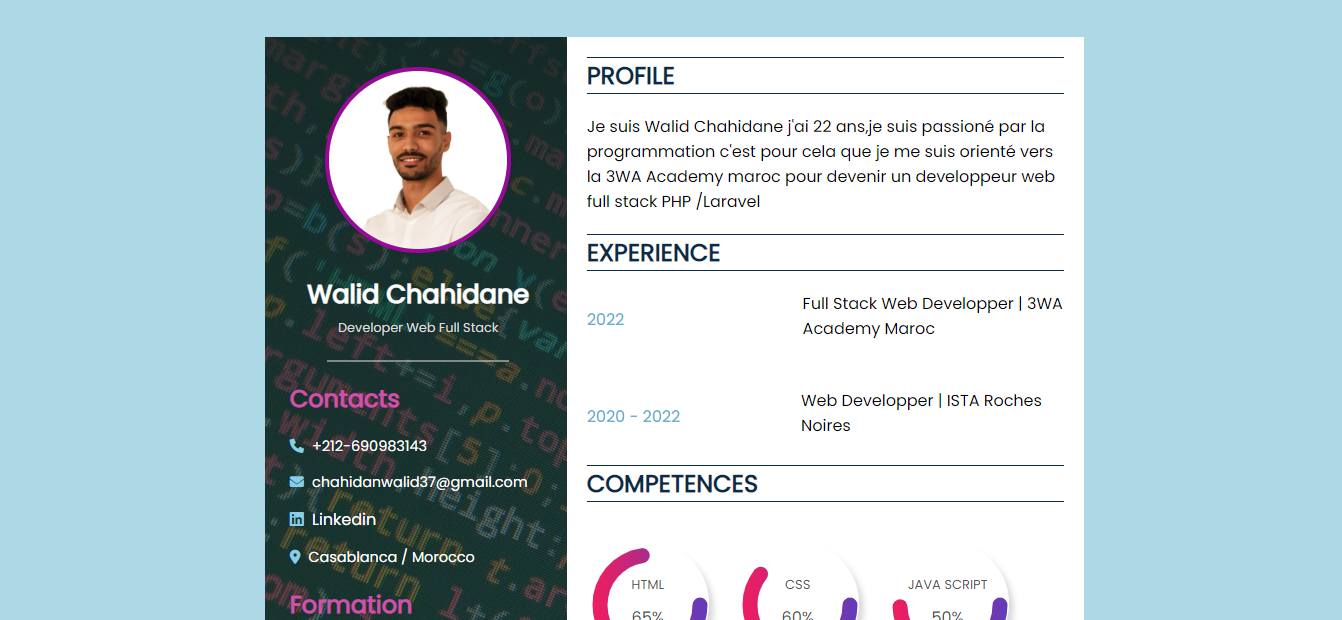 Walid Chahidane
Developer Web Full Stack
Contacts
+212-690983143
chahidanwalid37@gmail.com
Linkedin
Casablanca / Morocco
Formation
PROFILE
Je suis Walid Chahidane j'ai 22 ans,je suis passioné par la
programmation c'est pour cela que je me suis orienté vers
la 3WA Academy maroc pour devenir un developpeur web
full stack PHP /Laravel
EXPERIENCE
2022
Full Stack Web Developper | 3WA
Academy Maroc
2020 - 2022
Web Developper | ISTA Roches
Noires
COMPETENCES
HTML
65%
CSS
60%
JAVA SCRIPT
50%